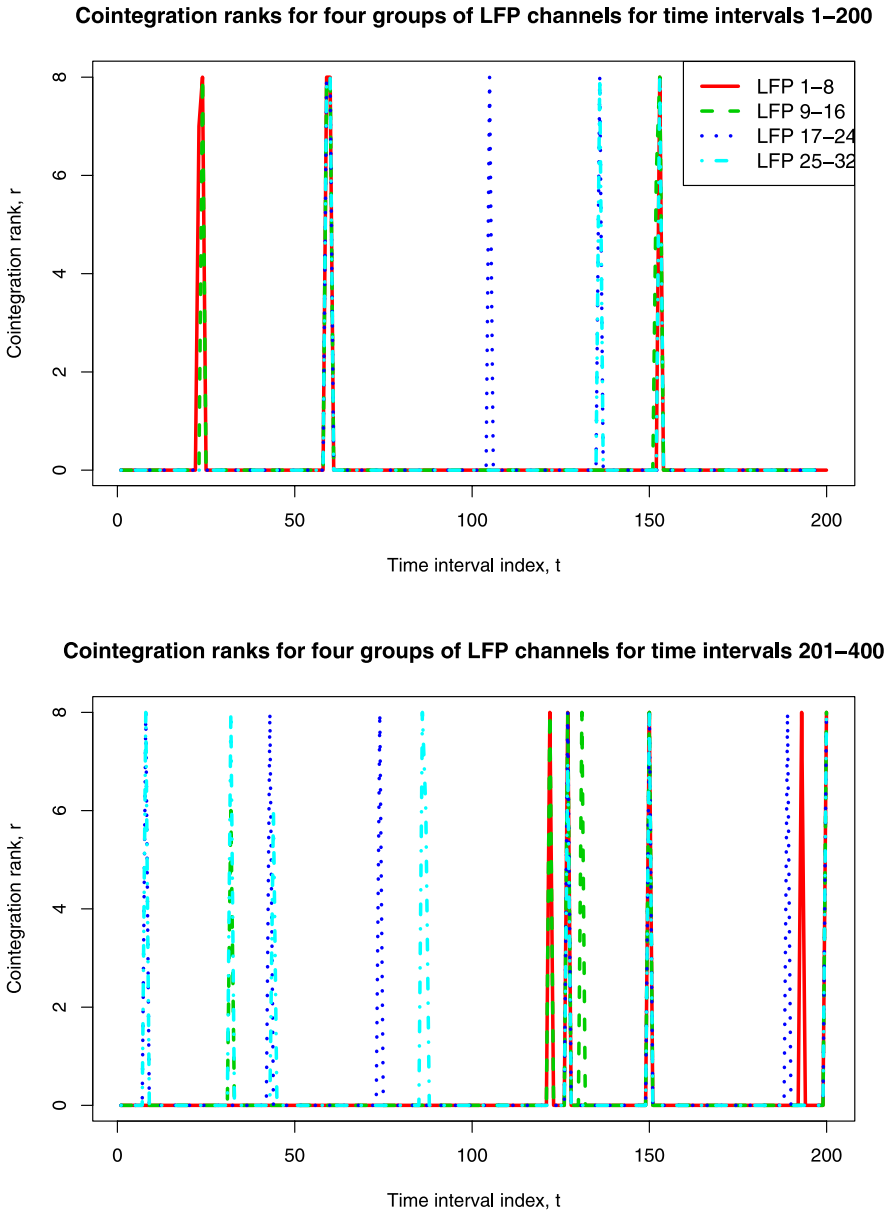 Cointegration ranks for four groups of LFP channels for time intervals 1−200
8
6
4
2
0
Cointegration rank, r
LFP 1−8
LFP 9−16
LFP 17−24
LFP 25−32
0 50 100 150 200
Time interval index, t
Cointegration ranks for four groups of LFP channels for time intervals 201−400
8
6
4
2
0
Cointegration rank, r
0 50 100 150 200
Time interval index, t